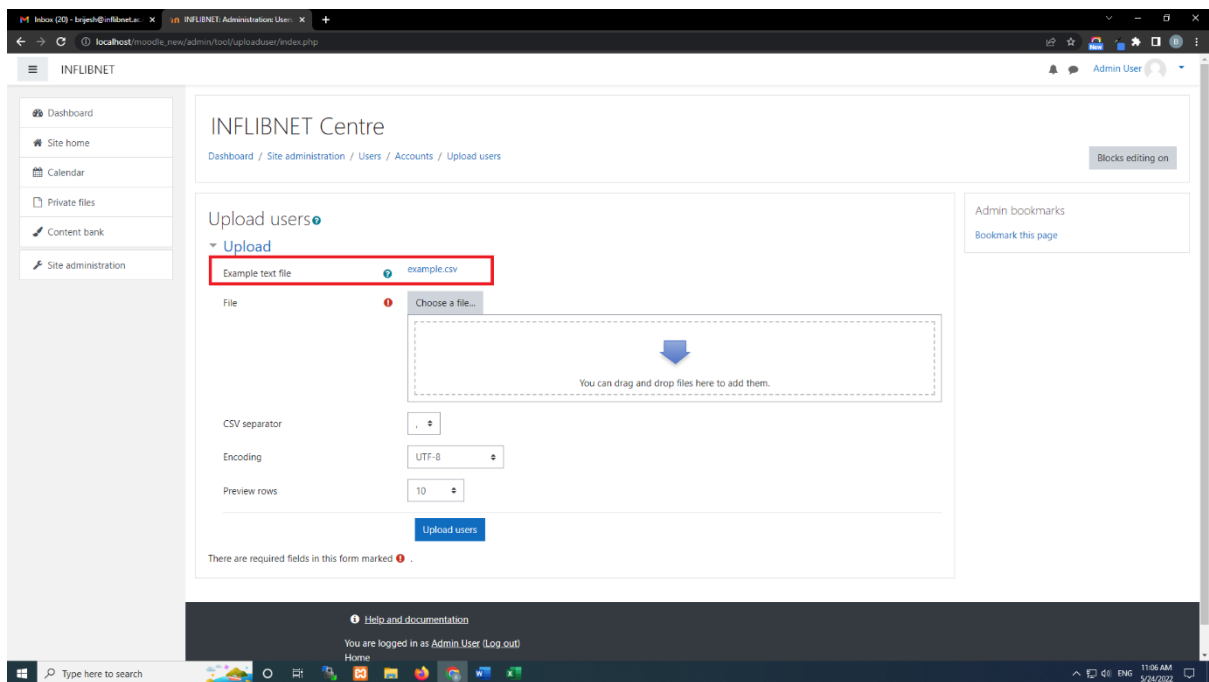 Inbox (20) - brijesh@inflibnet.ac.
INFLIBNET: Administration: Users:
localhost/moodle_new/admin/tool/uploaduser/index.php
New
B
INFLIBNET
Admin User
Dashboard
Site home
Calendar
Private files
Content bank
Site administration
INFLIBNET Centre
Dashboard / Site administration / Users / Accounts / Upload users
Blocks editing on
Upload users
Upload
Example text file example.csv
File Choose a file...
You can drag and drop files here to add them.
CSV separator ,
Encoding UTF-8
Preview rows 10
Upload users
There are required fields in this form marked .
Admin bookmarks
Bookmark this page
Help and documentation
You are logged in as Admin User (Log out)
Home
Type here to search
ENG
11:06 AM
5/24/2022